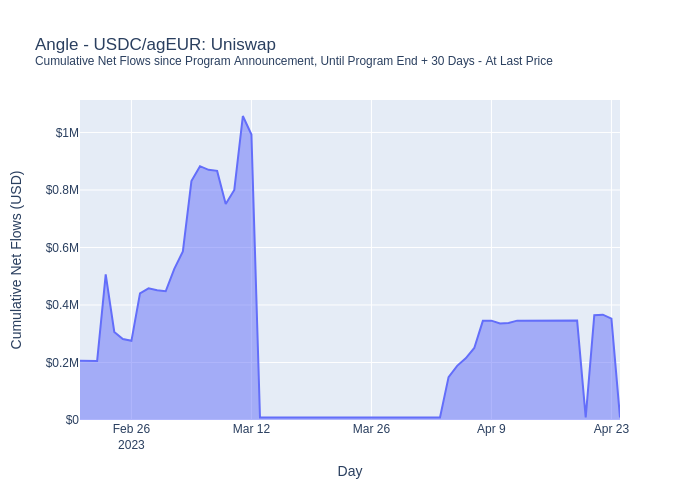 Angle - USDC/agEUR: Uniswap
Cumulative Net Flows since Program Announcement, Until Program End + 30 Days - At Last Price
Cumulative Net Flows (USD)
$1M
$0.8M
$0.6M
$0.4M
$0.2M
$0
Feb 26
2023
Mar 12
Mar 26
Apr 9
Apr 23
Day